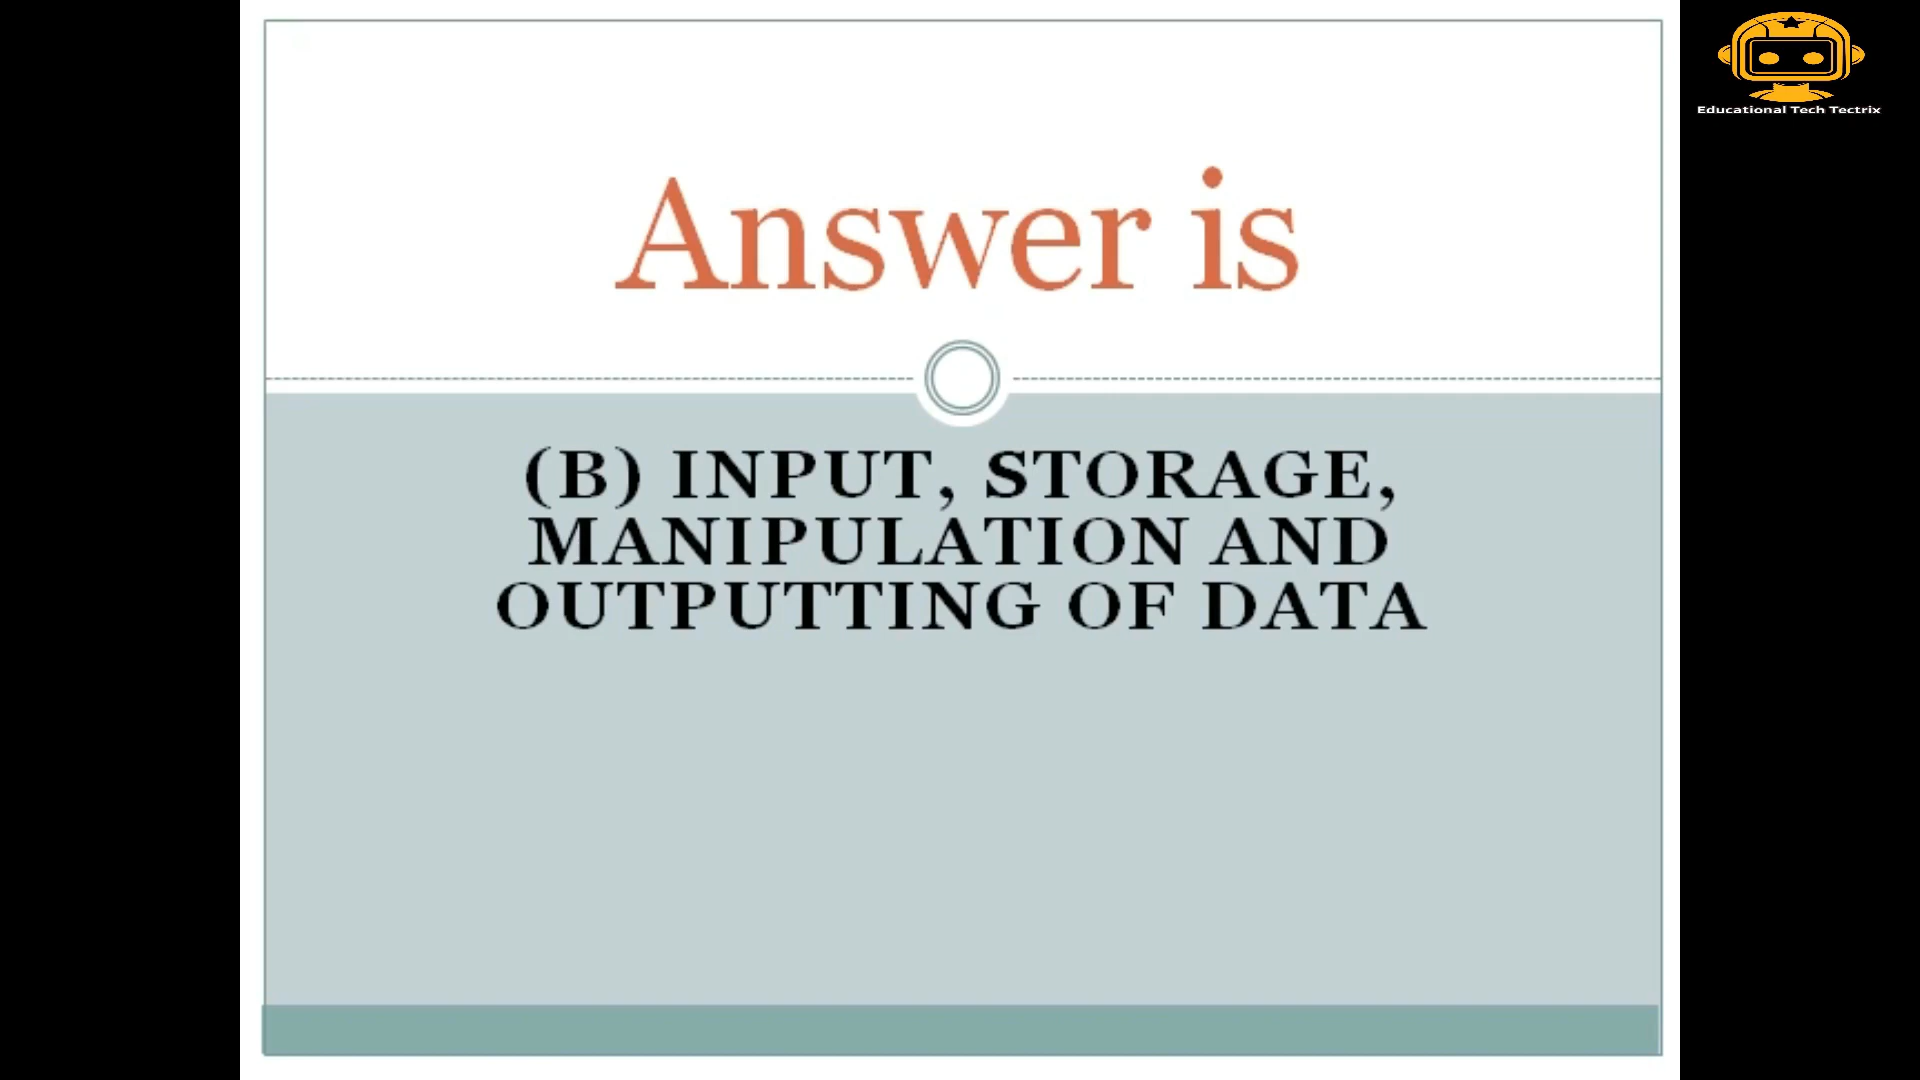 Educational Tech Tectrix
Answer is
(B) INPUT, STORAGE,
MANIPULATION AND
OUTPUTTING OF DATA